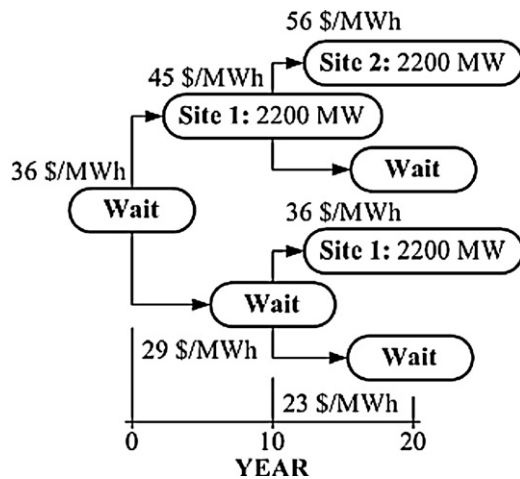 56 $/MWh
Site 2: 2200 MW
45 $/MWh
Site 1: 2200 MW
Wait
36 $/MWh
Wait
36 $/MWh
Site 1: 2200 MW
Wait
29 $/MWh
Wait
23 $/MWh
0 10 20
YEAR